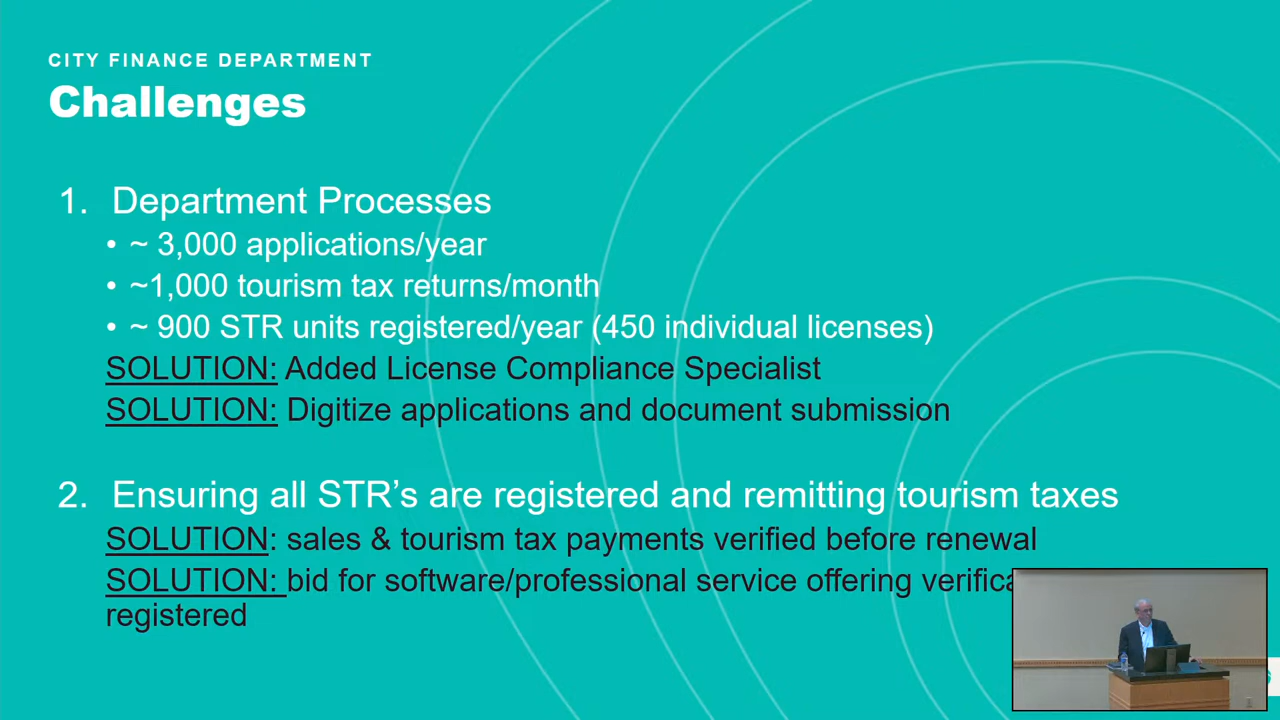 CITY FINANCE DEPARTMENT
Challenges
1. Department Processes
• ~ 3,000 applications/year
• ~1,000 tourism tax returns/month
• ~ 900 STR units registered/year (450 individual licenses)
SOLUTION: Added License Compliance Specialist
SOLUTION: Digitize applications and document submission
2. Ensuring all STR’s are registered and remitting tourism taxes
SOLUTION: sales & tourism tax payments verified before renewal
SOLUTION: bid for software/professional service offering
registered